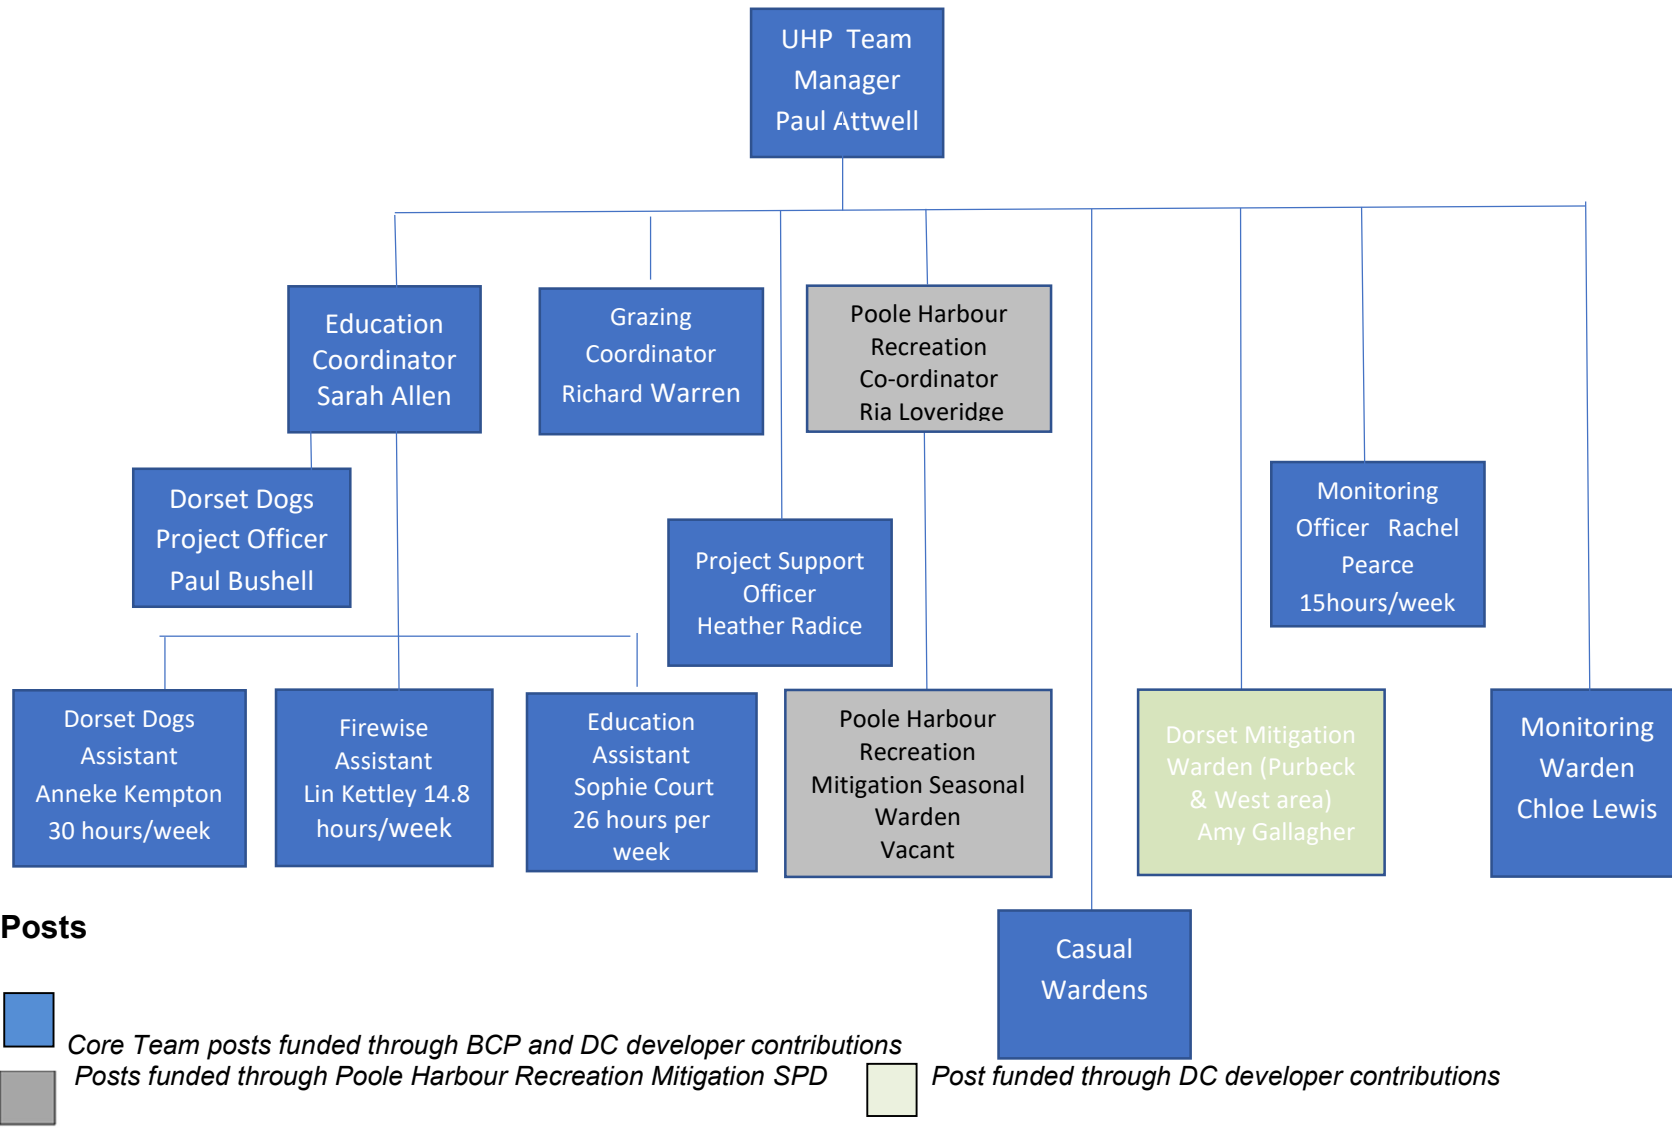 UHP Team
Manager
Paul Attwell
Education
Coordinator
Sarah Allen
Grazing
Coordinator
Richard Warren
Poole Harbour
Recreation
Co-ordinator
Ria Loveridge
Dorset Dogs
Project Officer
Paul Bushell
Project Support
Officer
Heather Radice
Monitoring
Officer Rachel
Pearce
15hours/week
Dorset Dogs
Assistant
Anneke Kempton
30 hours/week
Firewise
Assistant
Lin Kettley 14.8
hours/week
Education
Assistant
Sophie Court
26 hours per
week
Poole Harbour
Recreation
Mitigation Seasonal
Warden
Vacant
Dorset Mitigation
Warden (Purbeck
& West area)
Amy Gallagher
Monitoring
Warden
Chloe Lewis
Casual
Wardens
Posts
Core Team posts funded through BCP and DC developer contributions
Posts funded through Poole Harbour Recreation Mitigation SPD
Post funded through DC developer contributions